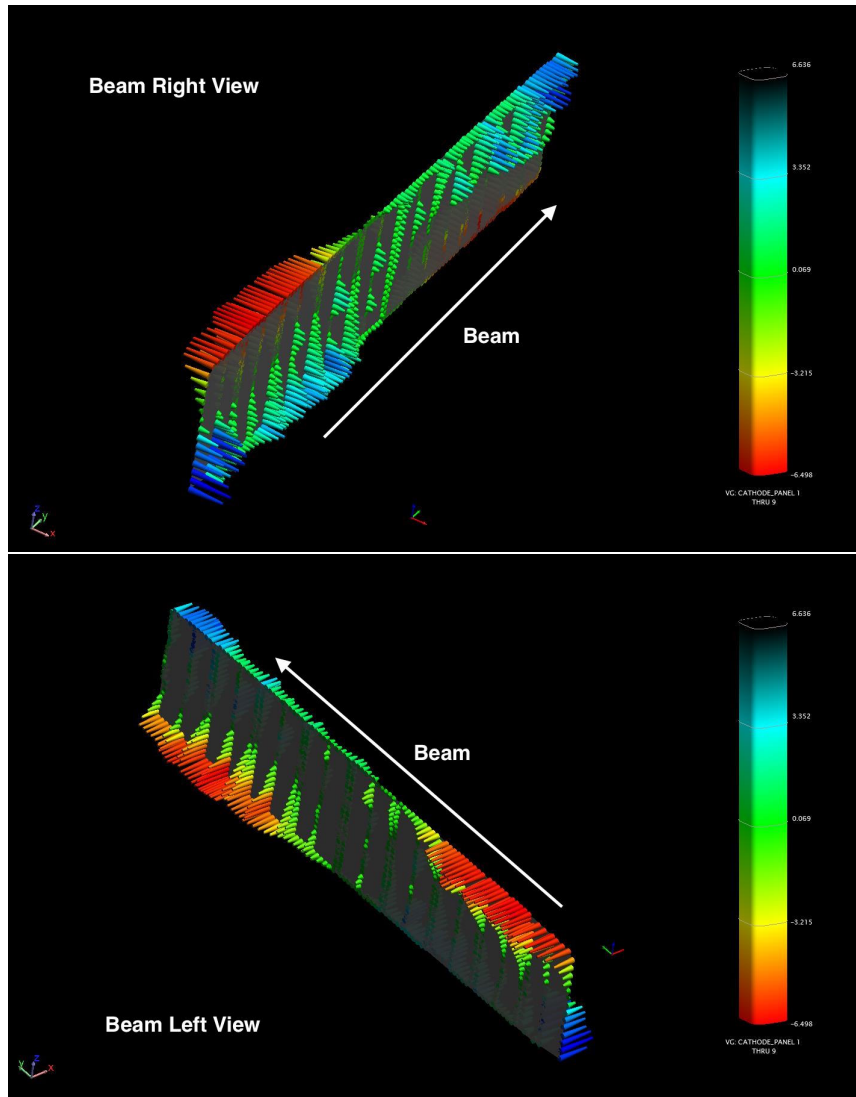 Beam Right View
6.636
3.352
0.069
Beam
-3.215
-6.498
VG: CATHODE_PANEL 1
THRU 9
z
y
x
6.636
3.352
Beam
0.069
-3.215
Beam Left View
-6.498
VG: CATHODE_PANEL 1
THRU 9
y z x